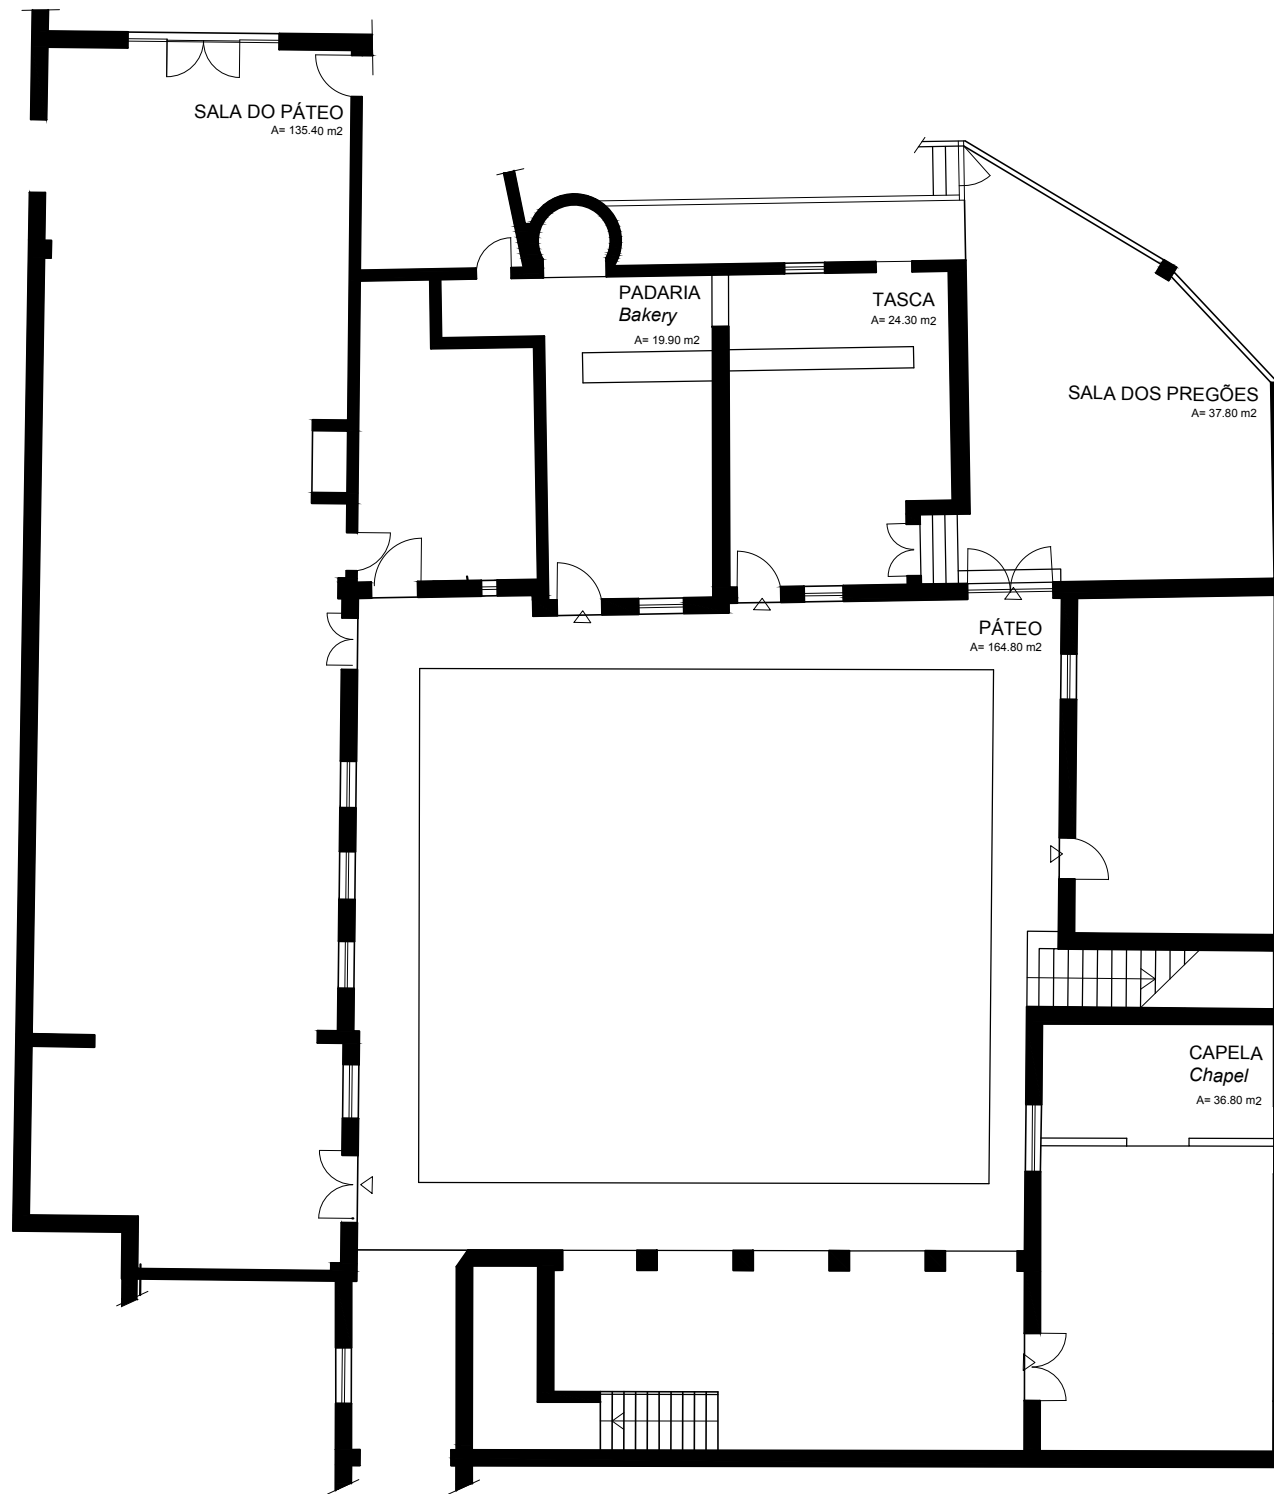 SALA DO PÁTEO
A= 135.40 m2
PADARIA
Bakery
A= 19.90 m2
TASCA
A= 24.30 m2
SALA DOS PREGÕES
A= 37.80 m2
PÁTEO
A= 164.80 m2
CAPELA
Chapel
A= 36.80 m2